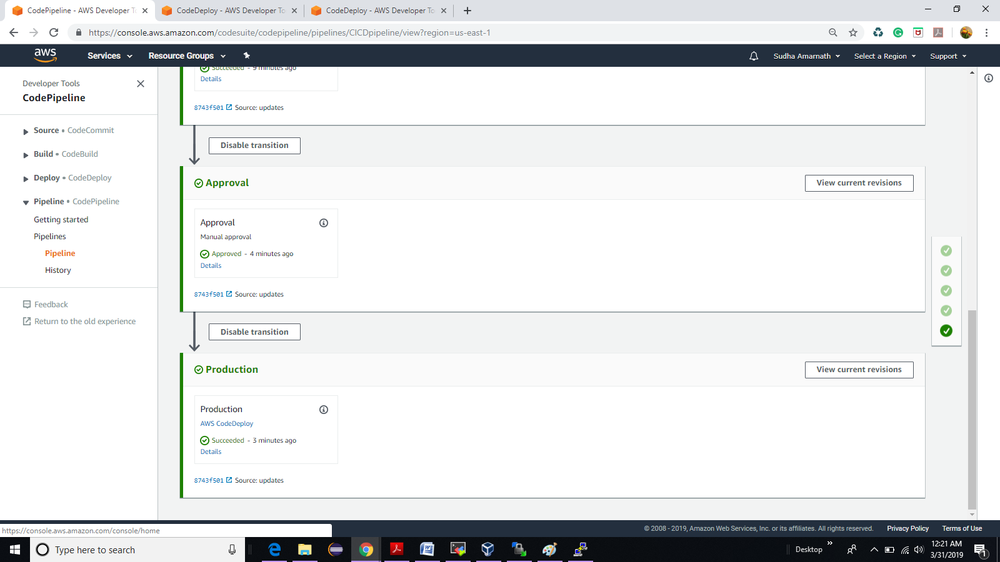 CodePipeline - AWS Developer To
CodeDeploy - AWS Developer To
CodeDeploy - AWS Developer To
https://console.aws.amazon.com/codesuite/codepipeline/pipelines/CICDpipeline/view?region=us-east-1
aws
Services
Resource Groups
Sudha Amarnath
Select a Region
Support
Developer Tools
CodePipeline
Source • CodeCommit
Build • CodeBuild
Deploy • CodeDeploy
Pipeline • CodePipeline
Getting started
Pipelines
Pipeline
History
Feedback
Return to the old experience
Succeeded - 9 minutes ago
Details
8743f501 Source: updates
Disable transition
Approval
View current revisions
Approval
Manual approval
Approved - 4 minutes ago
Details
8743f501 Source: updates
Disable transition
Production
View current revisions
Production
AWS CodeDeploy
Succeeded - 3 minutes ago
Details
8743f501 Source: updates
https://console.aws.amazon.com/console/home
© 2008 - 2019, Amazon Web Services, Inc. or its affiliates. All rights reserved.
Privacy Policy
Terms of Use
Type here to search
Desktop
12:21 AM
3/31/2019
1